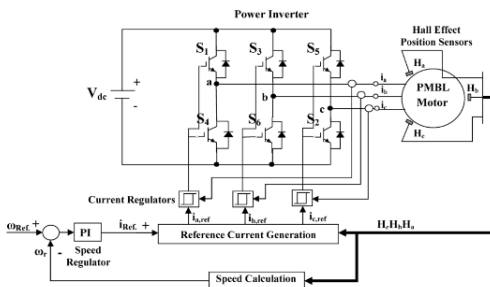 Power Inverter
Hall Effect
Position Sensors
S1
S3
S5
Ha
ia
PMBL
Motor
Hb
Vdc
+
-
a
b
c
ib
ic
Hc
S4
S6
S2
Current Regulators
ia,ref
ib,ref
ic,ref
ωRef.
+
-
ωr
PI
Speed
Regulator
iRef.
+
Reference Current Generation
HcHbHa
Speed Calculation